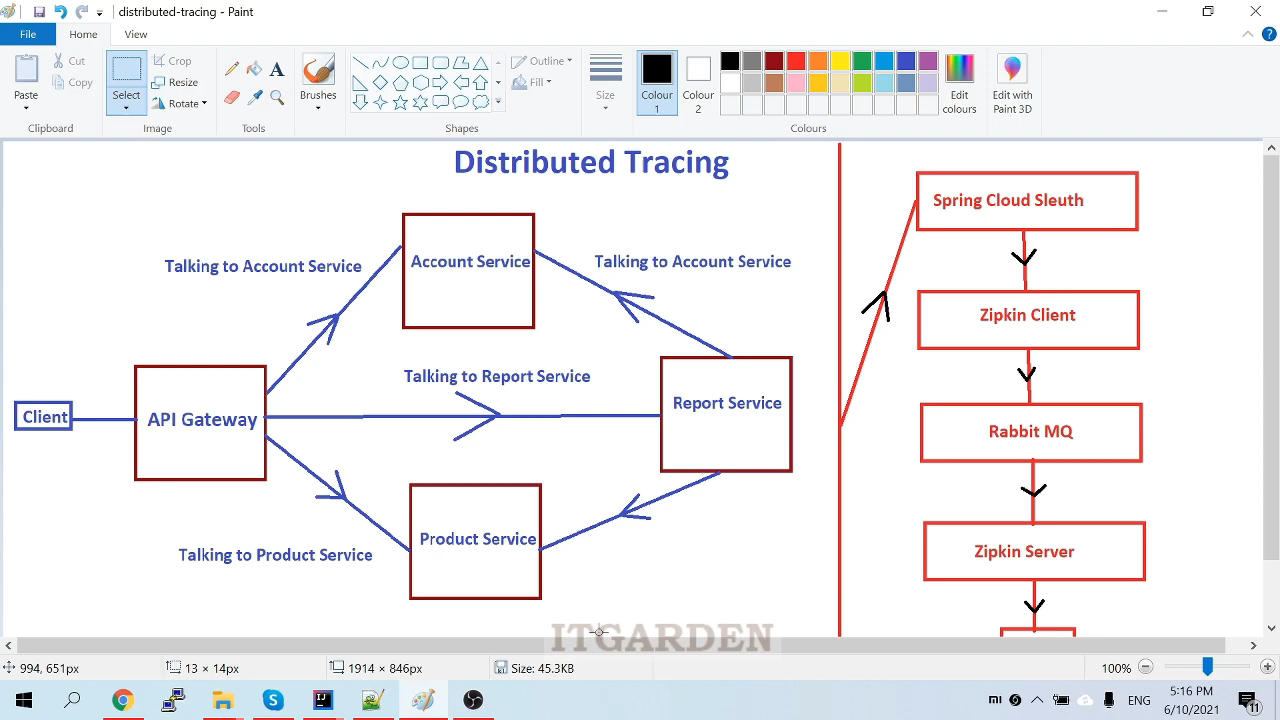 distributed-tracing - Paint
File
Home
View
Paste
Cut
Copy
Clipboard
Select
Crop
Resize
Rotate
Image
Tools
Brushes
Outline
Fill
Shapes
Size
Colour
1
Colour
2
Edit
colours
Edit with
Paint 3D
Colours
Distributed Tracing
Spring Cloud Sleuth
Talking to Account Service
Account Service
Talking to Account Service
Zipkin Client
Talking to Report Service
Report Service
Client
API Gateway
Rabbit MQ
Product Service
Talking to Product Service
Zipkin Server
ITGARDEN
994, 651px
13 × 14px
1914 × 846px
Size: 45.3KB
100%
ENG
5:16 PM
6/10/2021
11